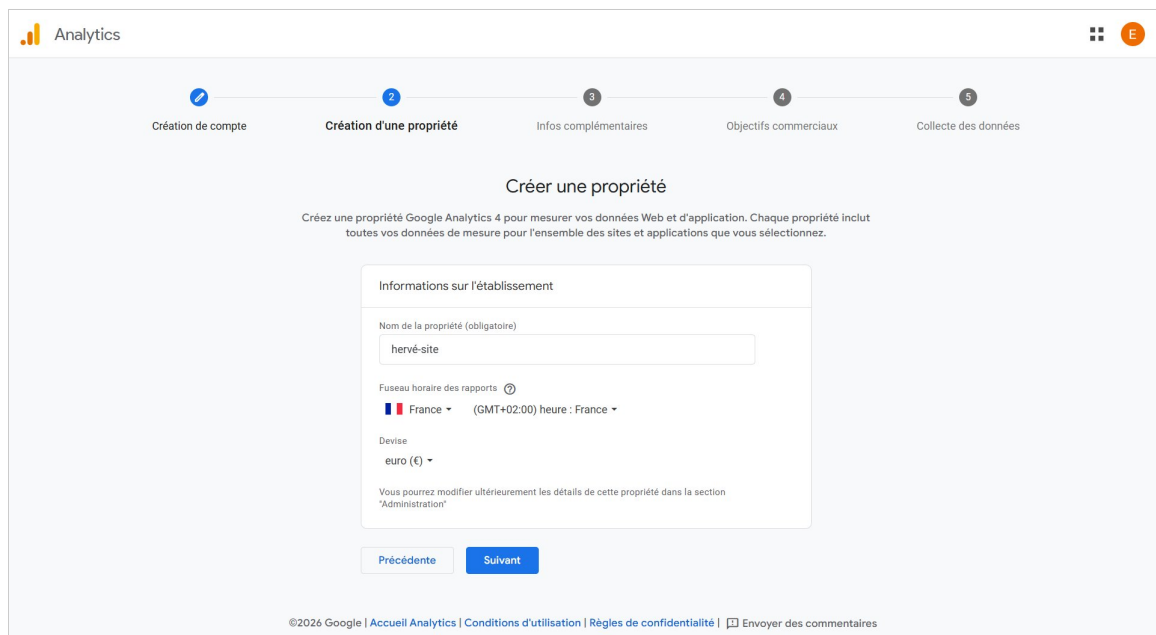 Analytics
E
2
3
4
5
Création de compte
Création d'une propriété
Infos complémentaires
Objectifs commerciaux
Collecte des données
Créer une propriété
Créez une propriété Google Analytics 4 pour mesurer vos données Web et d'application. Chaque propriété inclut
toutes vos données de mesure pour l'ensemble des sites et applications que vous sélectionnez.
Informations sur l'établissement
Nom de la propriété (obligatoire)
hervé-site
Fuseau horaire des rapports ?
France (GMT+02:00) heure : France
Devise
euro (€)
Vous pourrez modifier ultérieurement les détails de cette propriété dans la section
"Administration"
Précédente Suivant
©2026 Google | Accueil Analytics | Conditions d'utilisation | Règles de confidentialité | Envoyer des commentaires